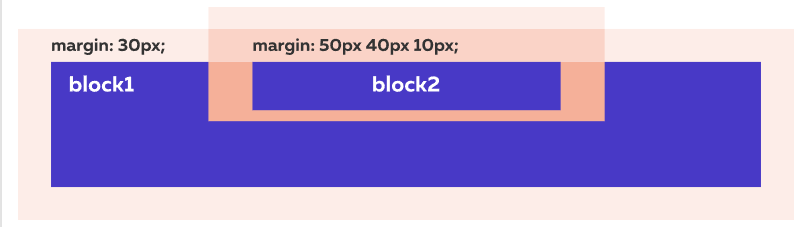 margin: 30px;
margin: 50px 40px 10px;
block1
block2